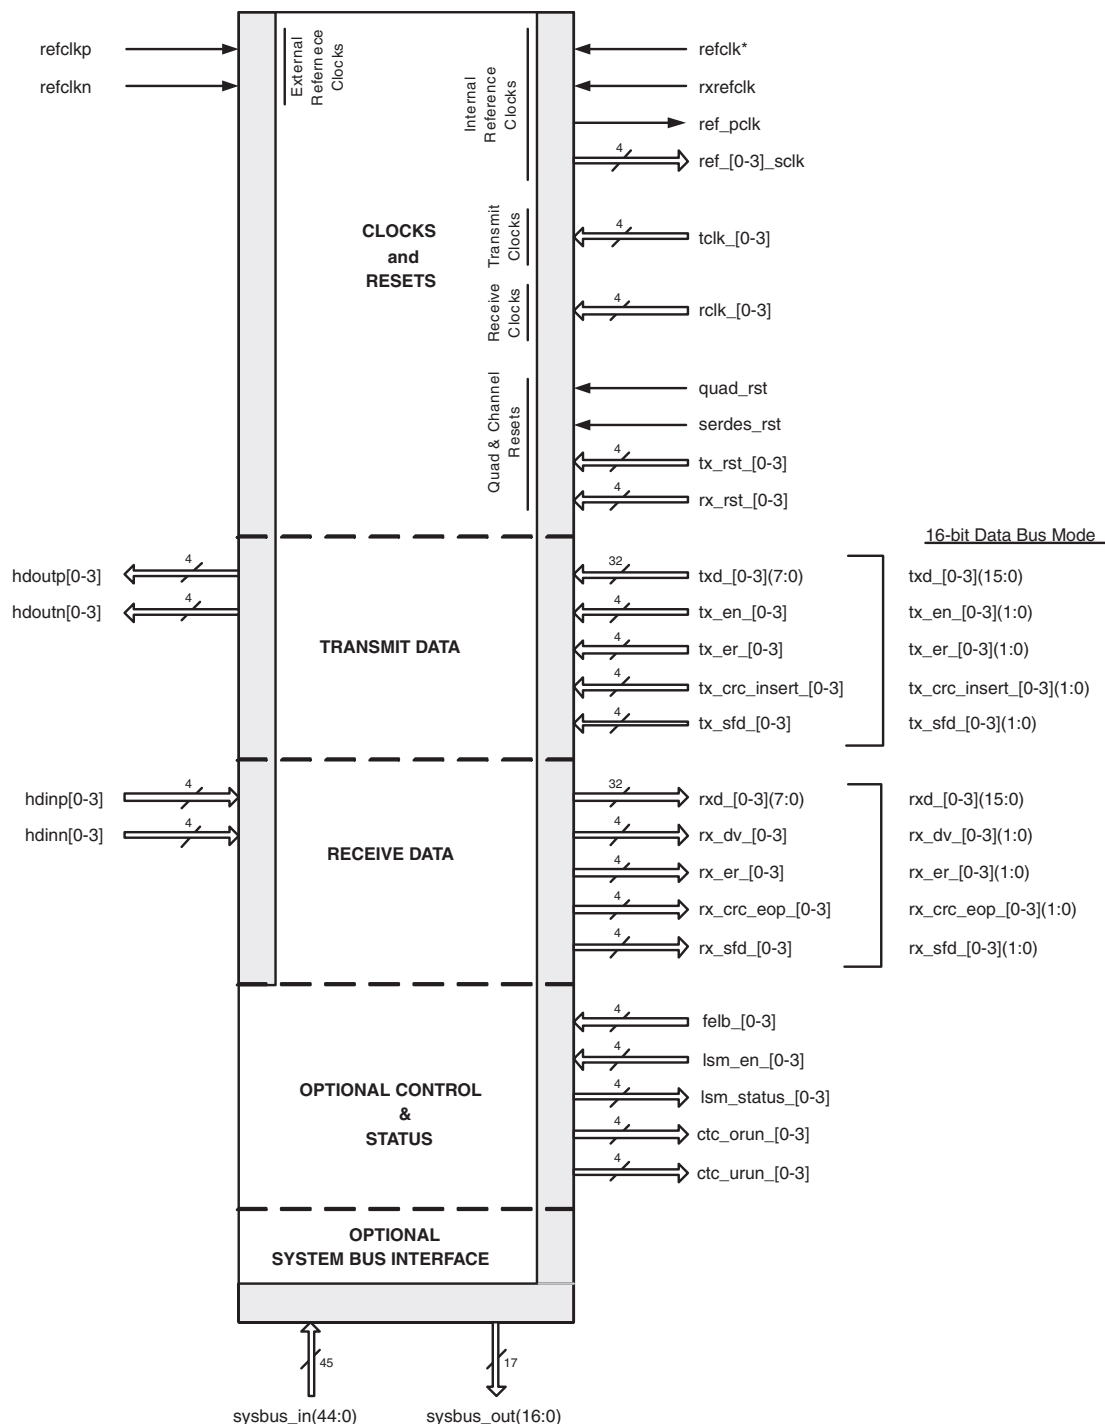 refclkp
refclkn
External
Refernece
Clocks
Internal
Reference
Clocks
refclk*
rxrefclk
ref_pclk
4
ref_[0-3]_sclk
CLOCKS
and
RESETS
Transmit
Clocks
4
tclk_[0-3]
Receive
Clocks
4
rclk_[0-3]
Quad & Channel
Resets
quad_rst
serdes_rst
4
tx_rst_[0-3]
4
rx_rst_[0-3]
16-bit Data Bus Mode
hdoutp[0-3]
4
hdoutn[0-3]
4
TRANSMIT DATA
32
txd_[0-3](7:0)
txd_[0-3](15:0)
4
tx_en_[0-3]
tx_en_[0-3](1:0)
4
tx_er_[0-3]
tx_er_[0-3](1:0)
4
tx_crc_insert_[0-3]
tx_crc_insert_[0-3](1:0)
4
tx_sfd_[0-3]
tx_sfd_[0-3](1:0)
hdinp[0-3]
4
hdinn[0-3]
4
RECEIVE DATA
32
rxd_[0-3](7:0)
rxd_[0-3](15:0)
4
rx_dv_[0-3]
rx_dv_[0-3](1:0)
4
rx_er_[0-3]
rx_er_[0-3](1:0)
4
rx_crc_eop_[0-3]
rx_crc_eop_[0-3](1:0)
4
rx_sfd_[0-3]
rx_sfd_[0-3](1:0)
OPTIONAL CONTROL
&
STATUS
4
felb_[0-3]
4
lsm_en_[0-3]
4
lsm_status_[0-3]
4
ctc_orun_[0-3]
4
ctc_urun_[0-3]
OPTIONAL
SYSTEM BUS INTERFACE
45
17
sysbus_in(44:0)
sysbus_out(16:0)